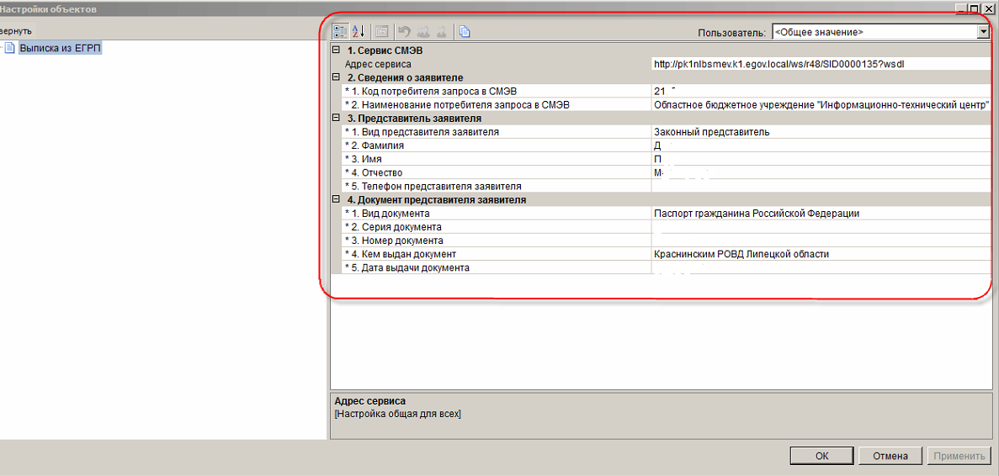 Настройки объектов
вернуть
Выписка из ЕГРП
Пользователь: <Общее значение>
1. Сервис СМЭВ
Адрес сервиса http://pk1nlbsmev.k1.egov.local/ws/r48/SID0000135?wsdl
2. Сведения о заявителе
* 1. Код потребителя запроса в СМЭВ 21
* 2. Наименование потребителя запроса в СМЭВ Областное бюджетное учреждение "Информационно-технический центр"
3. Представитель заявителя
* 1. Вид представителя заявителя Законный представитель
* 2. Фамилия Д
* 3. Имя П
* 4. Отчество М
* 5. Телефон представителя заявителя
4. Документ представителя заявителя
* 1. Вид документа Паспорт гражданина Российской Федерации
* 2. Серия документа
* 3. Номер документа
* 4. Кем выдан документ Краснинским РОВД Липецкой области
* 5. Дата выдачи документа
Адрес сервиса
[Настройка общая для всех]
ОК Отмена Применить